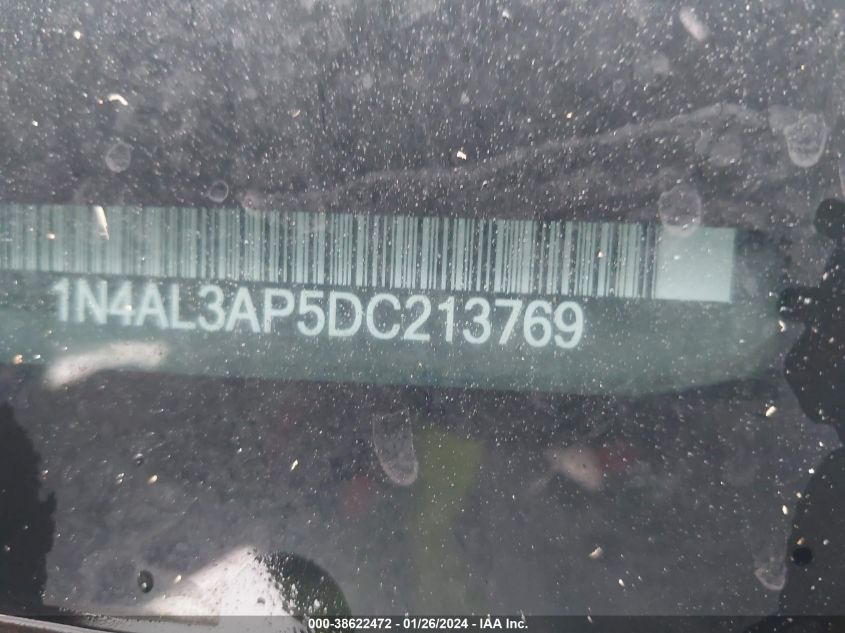 1N4AL3AP5DC213769
000-38622472 - 01/26/2024 - IAA Inc.